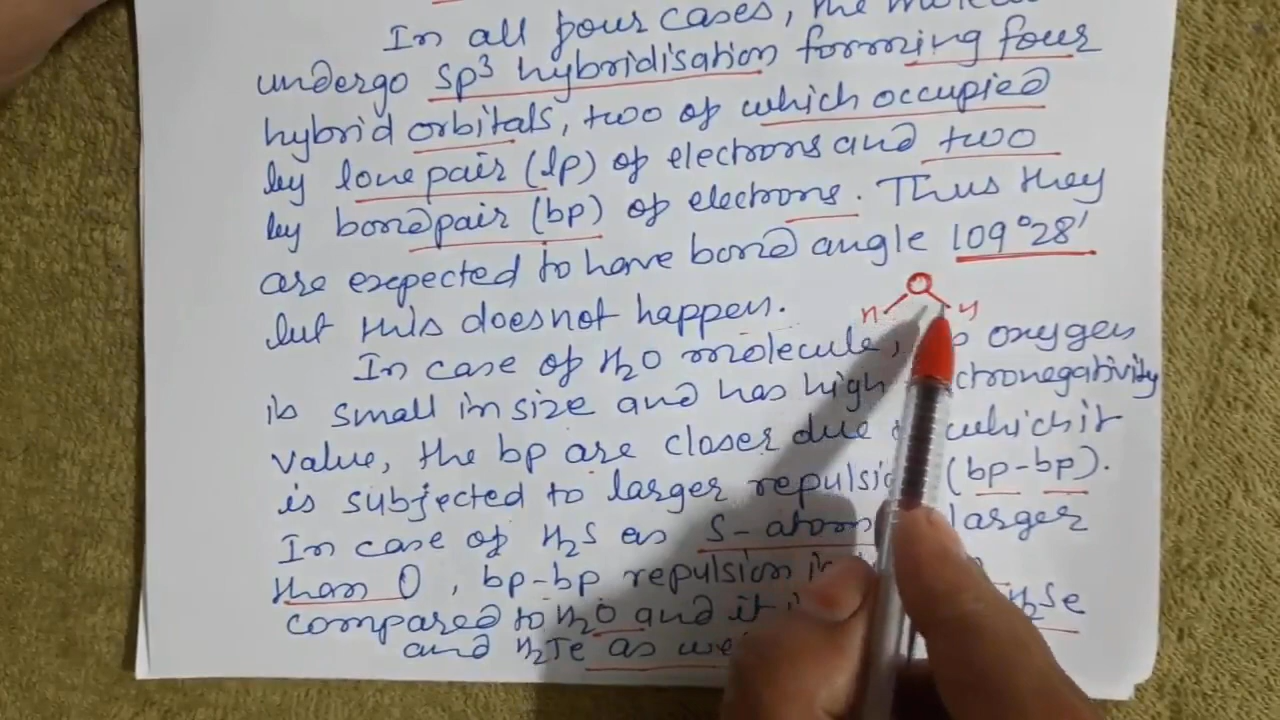 In all four cases, the
undergo sp³ hybridisation forming four
hybrid orbitals, two of which occupied
by lone pair (lp) of electrons and two
by bond pair (bp) of electrons. Thus they
are expected to have bond angle 109°28'
but this does not happen.
O
H H
In case of H₂O molecule, oxygen
is small in size and has high
value, the bp are closer due which it
is subjected to larger repulsion (bp-bp).
In case of H₂S as S-atom larger
than O, bp-bp repulsion
compared to H₂O and it H₂Se
and H₂Te as